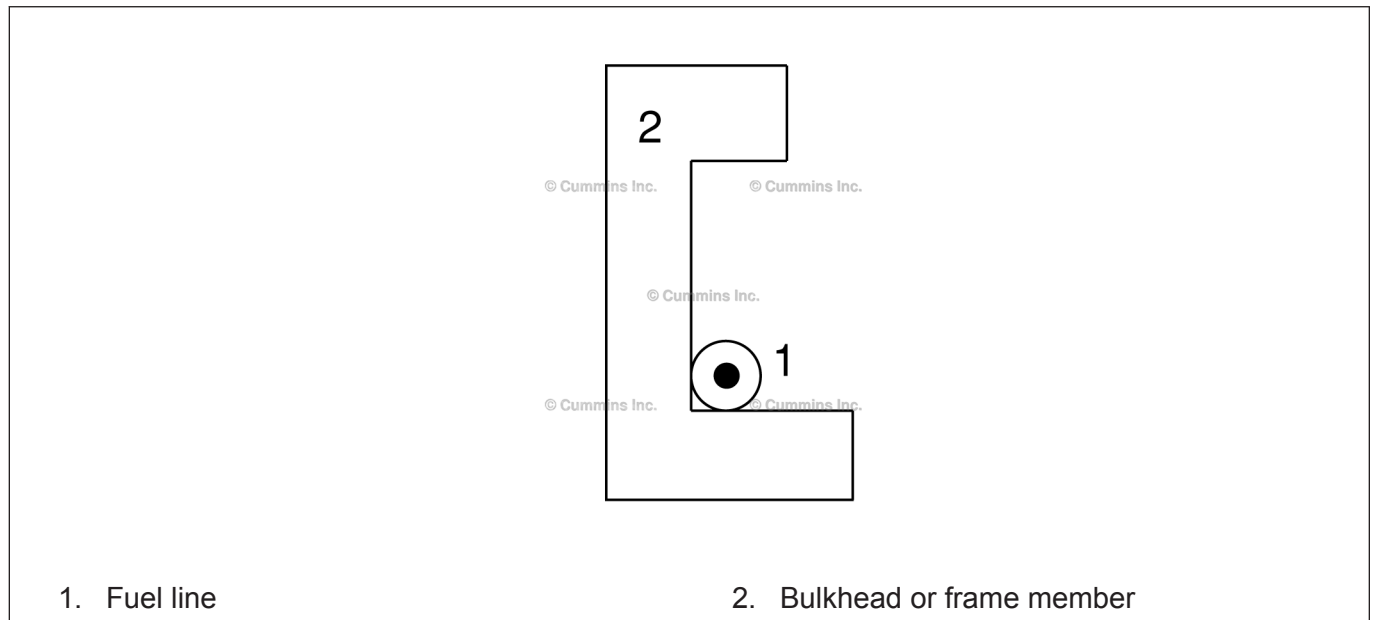 2
© Cummins Inc. © Cummins Inc.
© Cummins Inc.
1
© Cummins Inc. © Cummins Inc.
1. Fuel line 2. Bulkhead or frame member